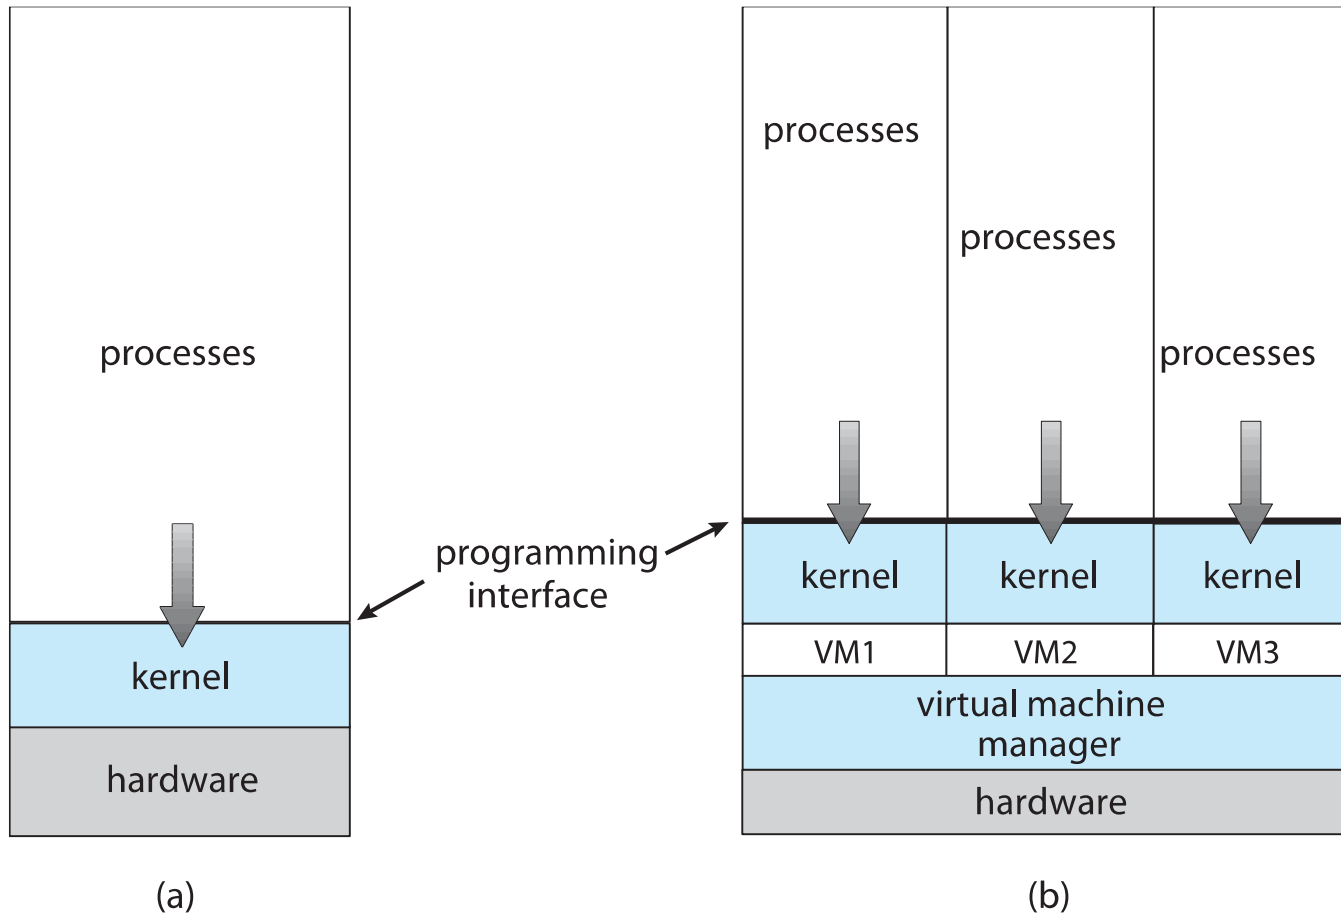 processes
kernel
hardware
(a)
programming
interface
processes
processes
processes
kernel
kernel
kernel
VM1
VM2
VM3
virtual machine
manager
hardware
(b)